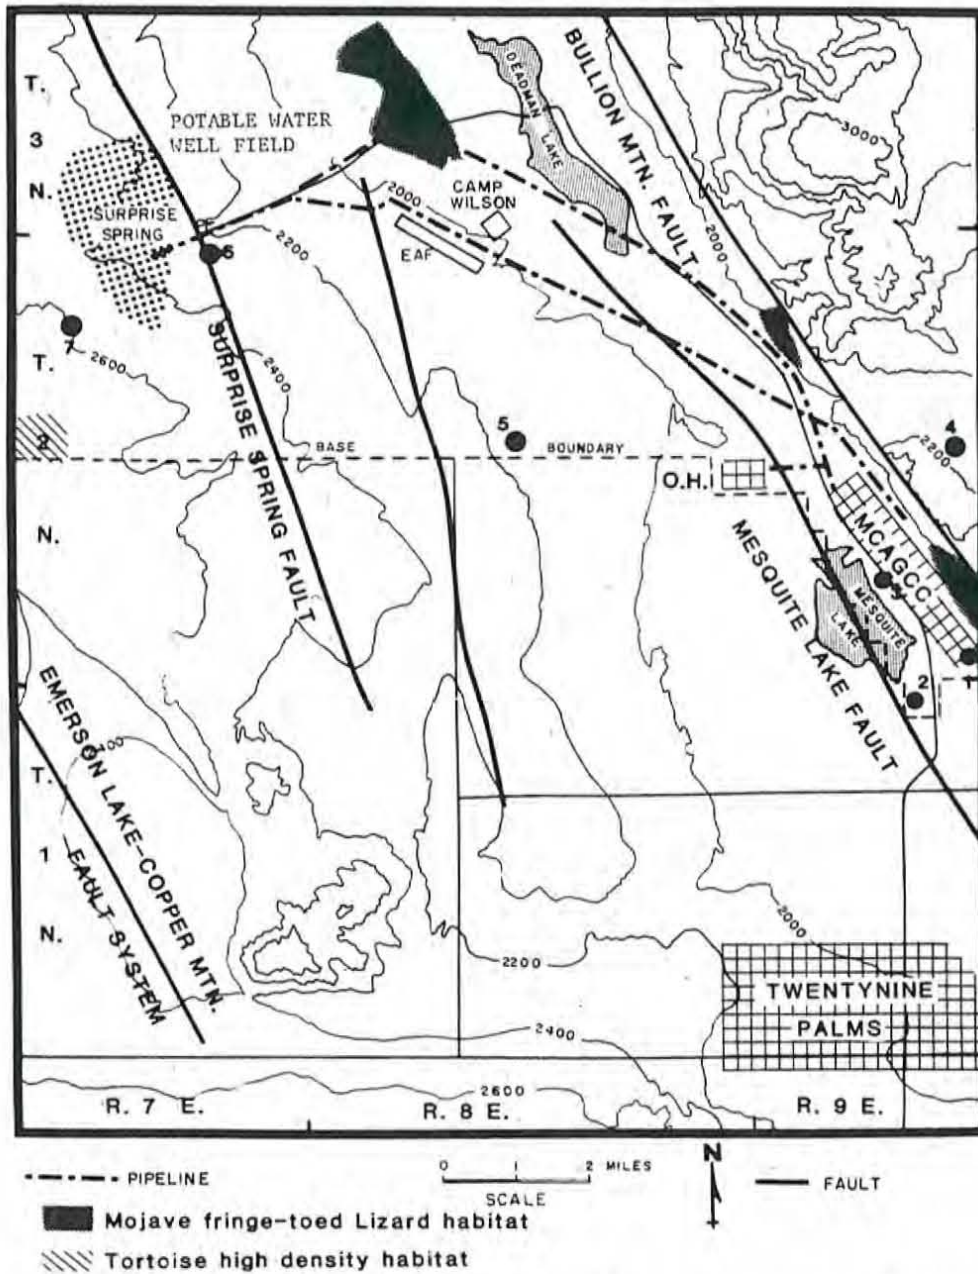 T.
3
N.
POTABLE WATER
WELL FIELD
SURPRISE
SPRING
DEADMAN
LAKE
BULLION MTN. FAULT
3000
2000
2000
CAMP
WILSON
EAF
2200
6
7
2600
2400
T.
2
N.
SURPRISE SPRING FAULT
BASE
5
BOUNDARY
O.H.
4
2200
MCAGCC
MESQUITE
LAKE
MESQUITE LAKE FAULT
2
1
EMERSON LAKE-COPPER MTN.
FAULT SYSTEM
T.
1
N.
2000
2200
2400
2600
TWENTYNINE
PALMS
R. 7 E.
R. 8 E.
R. 9 E.
PIPELINE
0 1 2 MILES
SCALE
N
FAULT
Mojave fringe-toed Lizard habitat
Tortoise high density habitat